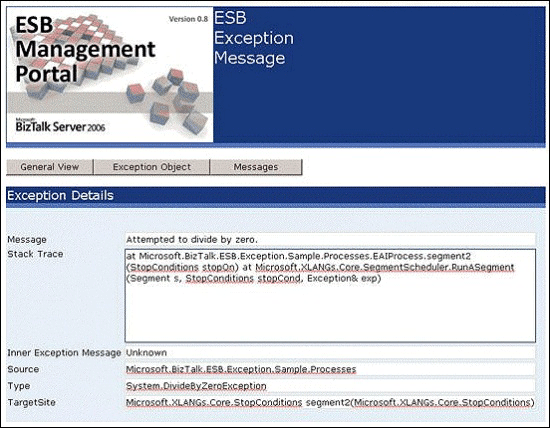 ESB
Management
Portal
Version 0.8
Microsoft
BizTalk Server 2006
ESB
Exception
Message
General View
Exception Object
Messages
Exception Details
Message Attempted to divide by zero.
Stack Trace at Microsoft.BizTalk.ESB.Exception.Sample.Processes.EAIProcess.segment2
(StopConditions stopOn) at Microsoft.XLANGs.Core.SegmentScheduler.RunASegment
(Segment s, StopConditions stopCond, Exception& exp)
Inner Exception Message Unknown
Source Microsoft.BizTalk.ESB.Exception.Sample.Processes
Type System.DivideByZeroException
TargetSite Microsoft.XLANGs.Core.StopConditions segment2(Microsoft.XLANGs.Core.StopConditions)